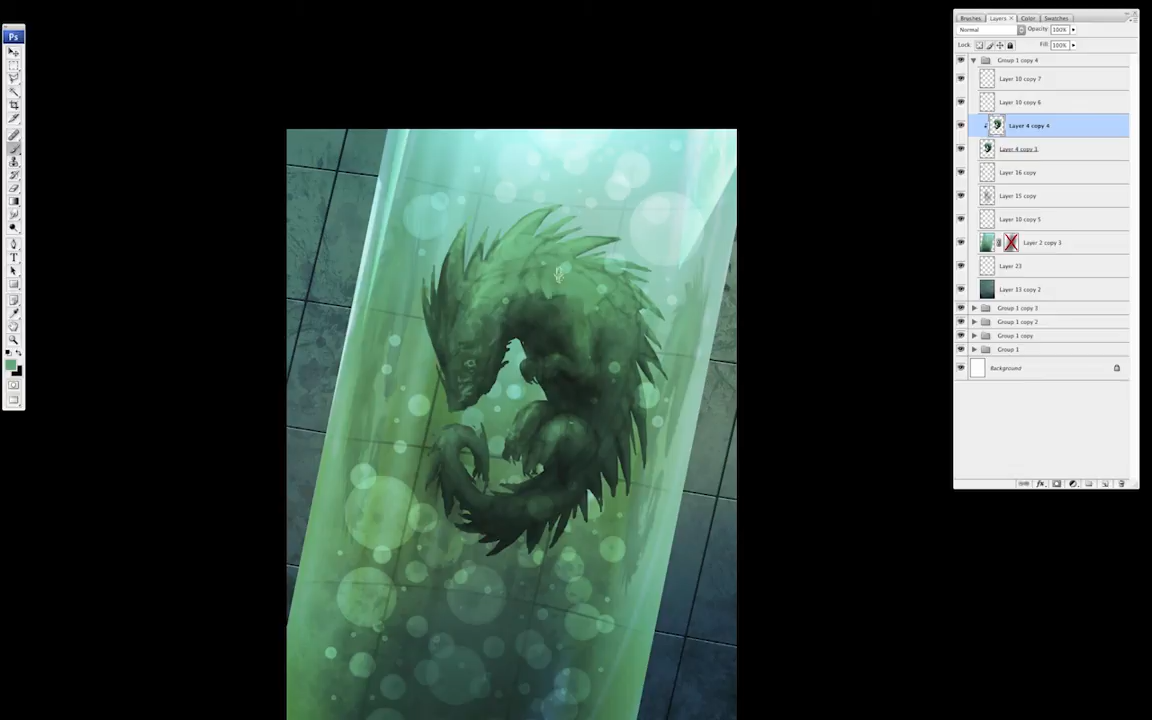 Ps
Brushes Layers × Color Swatches
Normal Opacity: 100%
Lock: Fill: 100%
Group 1 copy 4
Layer 10 copy 7
Layer 10 copy 6
Layer 4 copy 4
Layer 4 copy 3
Layer 16 copy
Layer 15 copy
Layer 10 copy 5
Layer 2 copy 3
Layer 23
Layer 13 copy 2
Group 1 copy 3
Group 1 copy 2
Group 1 copy
Group 1
Background
fx